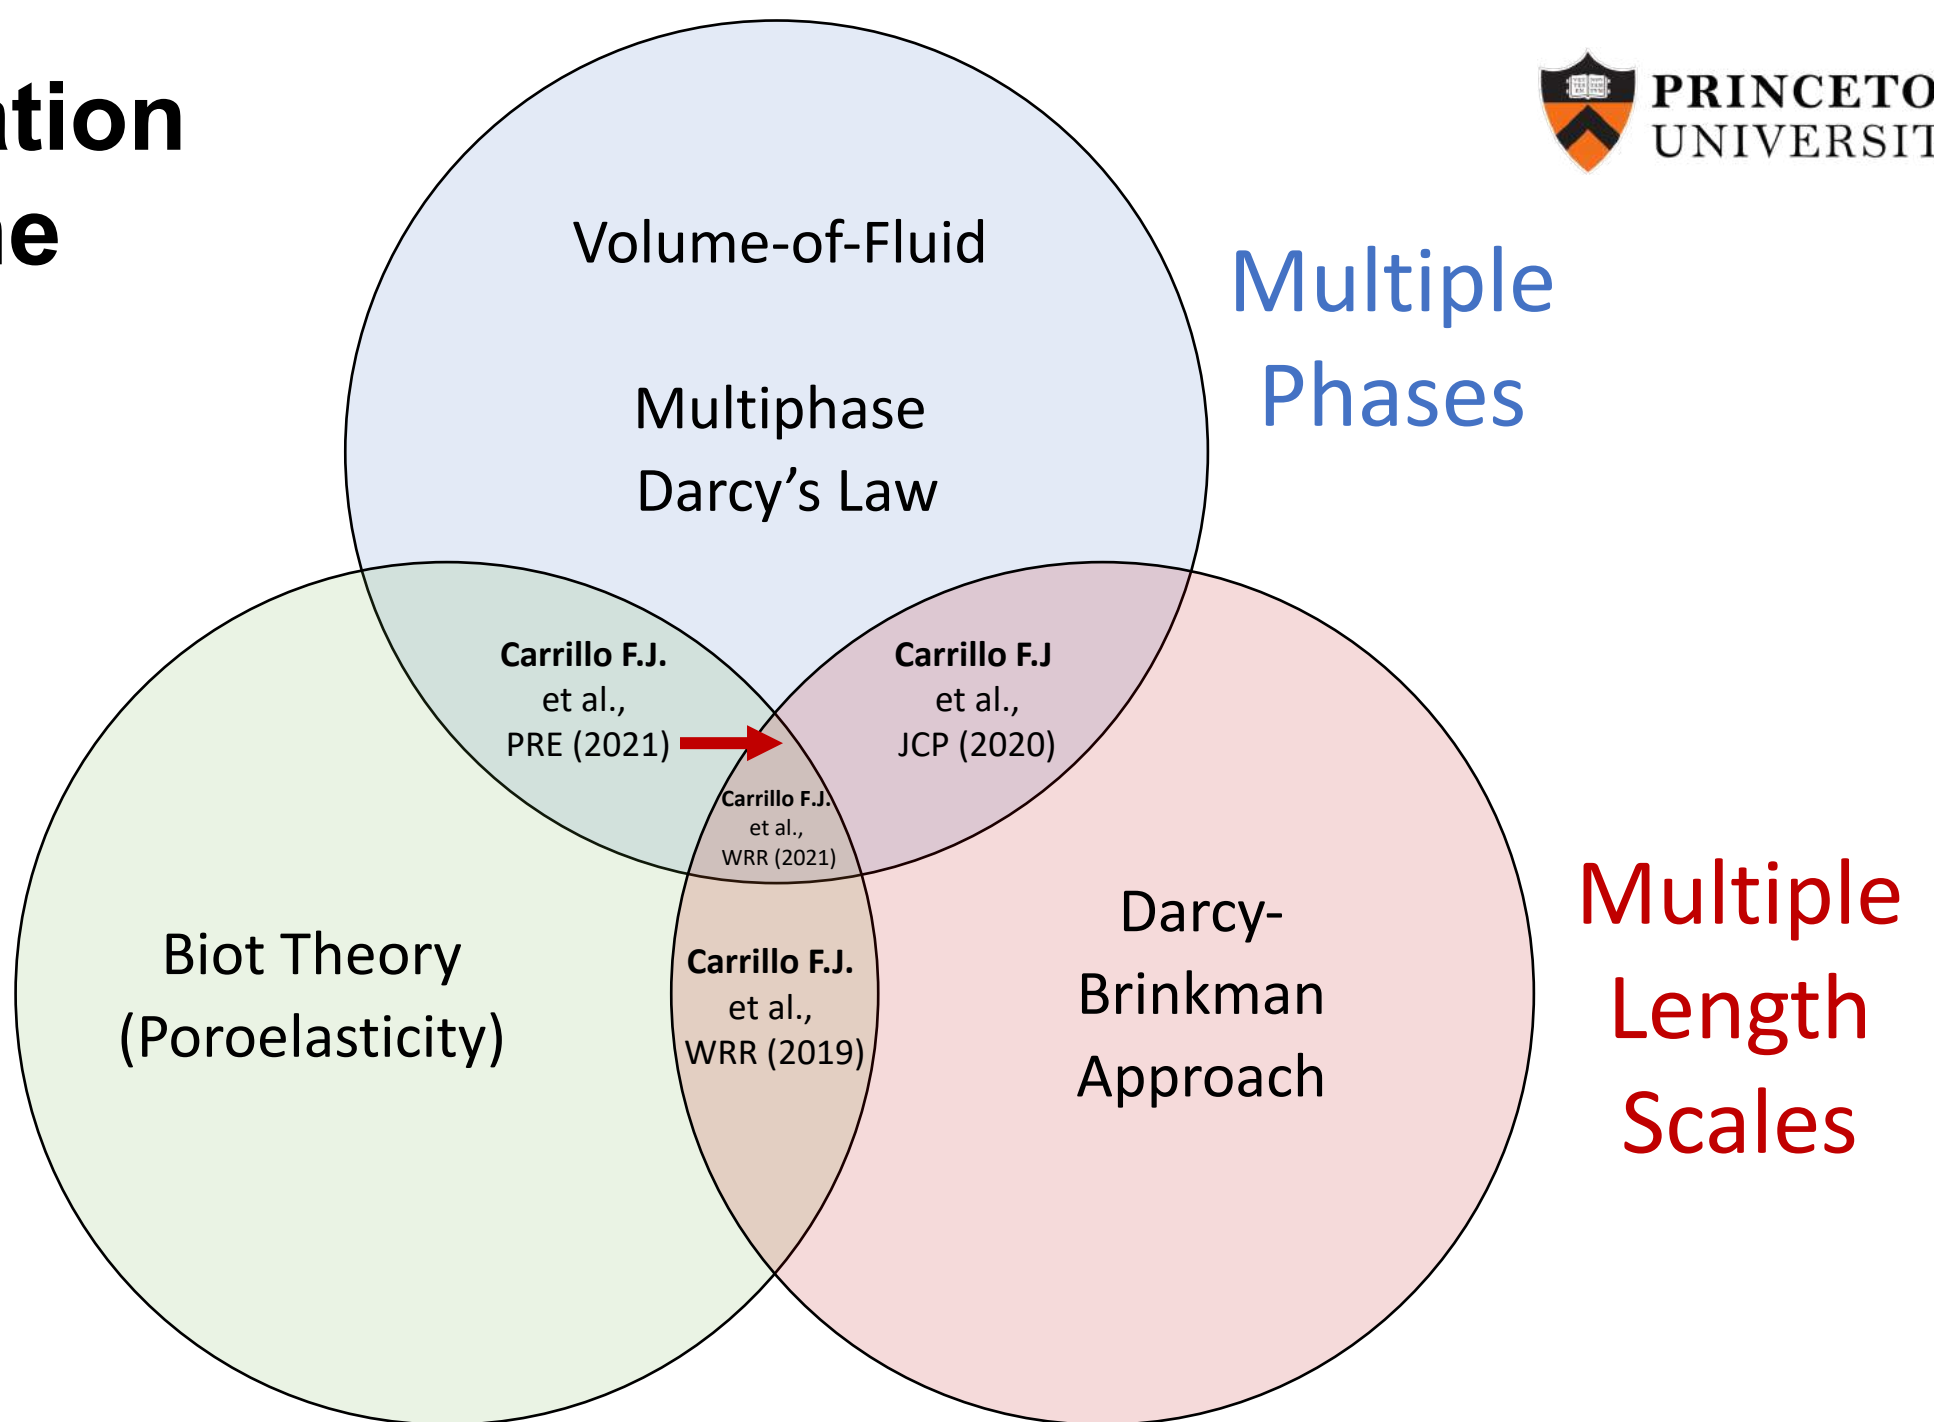 ation
ne
PRINCETO
UNIVERSIT
Volume-of-Fluid
Multiphase
Darcy’s Law
Multiple
Phases
Carrillo F.J.
et al.,
PRE (2021)
Carrillo F.J
et al.,
JCP (2020)
Carrillo F.J.
et al.,
WRR (2021)
Biot Theory
(Poroelasticity)
Carrillo F.J.
et al.,
WRR (2019)
Darcy-
Brinkman
Approach
Multiple
Length
Scales